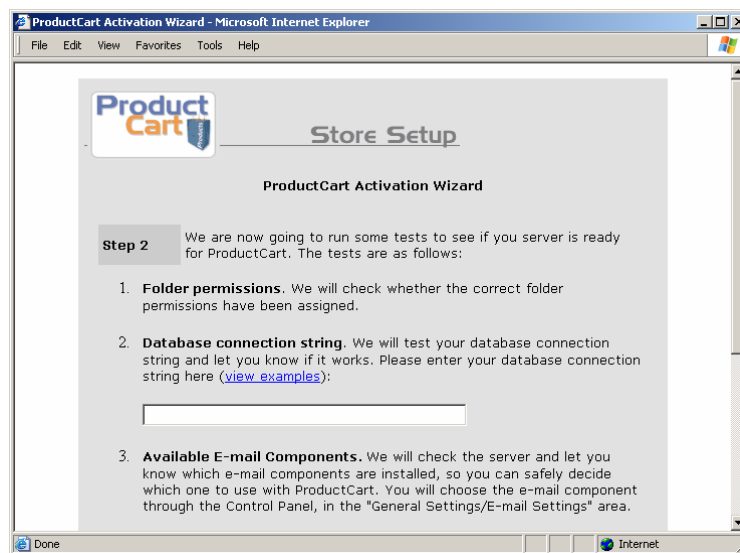 ProductCart Activation Wizard - Microsoft Internet Explorer
File Edit View Favorites Tools Help
Product
Cart
Products
Store Setup
ProductCart Activation Wizard
Step 2
We are now going to run some tests to see if you server is ready
for ProductCart. The tests are as follows:
1. Folder permissions. We will check whether the correct folder
permissions have been assigned.
2. Database connection string. We will test your database connection
string and let you know if it works. Please enter your database connection
string here (view examples):
3. Available E-mail Components. We will check the server and let you
know which e-mail components are installed, so you can safely decide
which one to use with ProductCart. You will choose the e-mail component
through the Control Panel, in the "General Settings/E-mail Settings" area.
Done
Internet